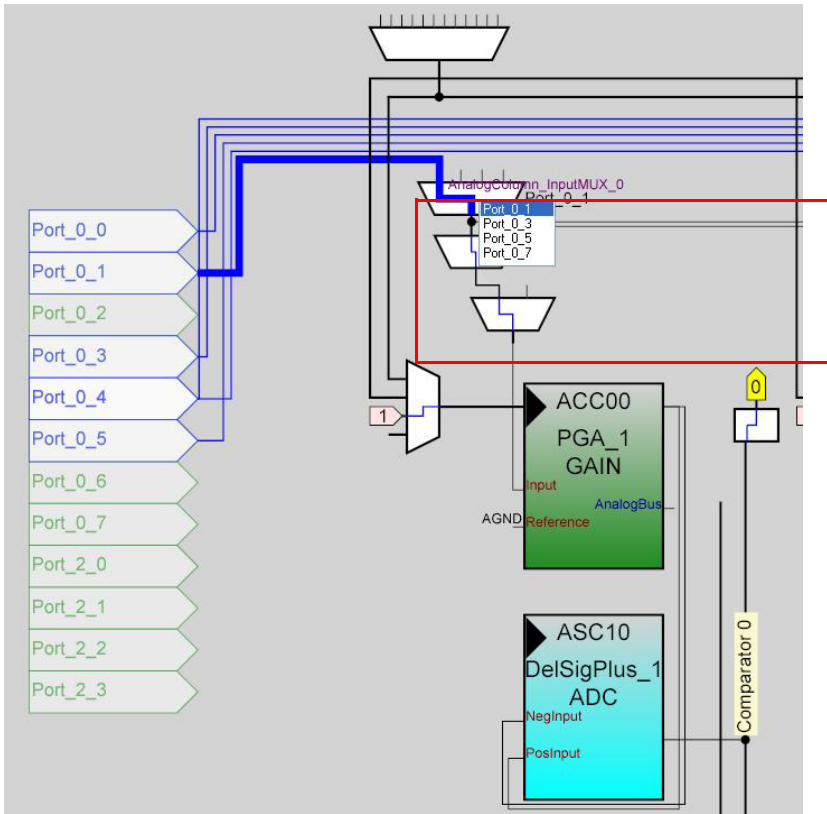 AnalogColumn_InputMUX_0
Port_0_1
Port_0_1
Port_0_3
Port_0_5
Port_0_7
Port_0_0
Port_0_1
Port_0_2
Port_0_3
Port_0_4
Port_0_5
Port_0_6
Port_0_7
Port_2_0
Port_2_1
Port_2_2
Port_2_3
1
ACC00
PGA_1
GAIN
Input
AnalogBus
AGND
Reference
0
ASC10
DelSigPlus_1
ADC
NegInput
PosInput
Comparator 0